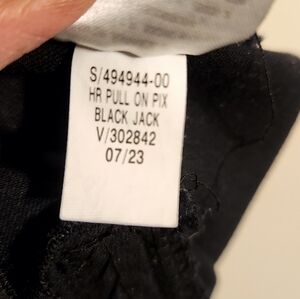 S/494944-00
HR PULL ON PIX
BLACK JACK
V/302842
07/23